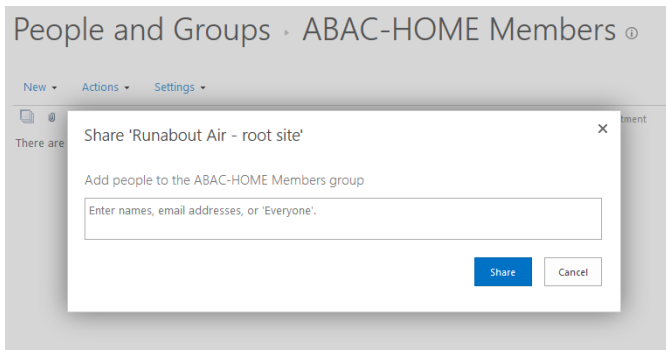 People and Groups ▸ ABAC-HOME Members
New Actions Settings
tment
There are
Share 'Runabout Air - root site'
Add people to the ABAC-HOME Members group
Enter names, email addresses, or 'Everyone'.
Share Cancel